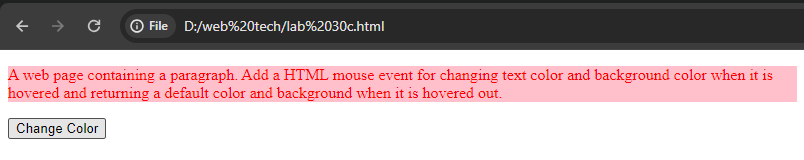 File D:/web%20tech/lab%2030c.html
A web page containing a paragraph. Add a HTML mouse event for changing text color and background color when it is
hovered and returning a default color and background when it is hovered out.
Change Color